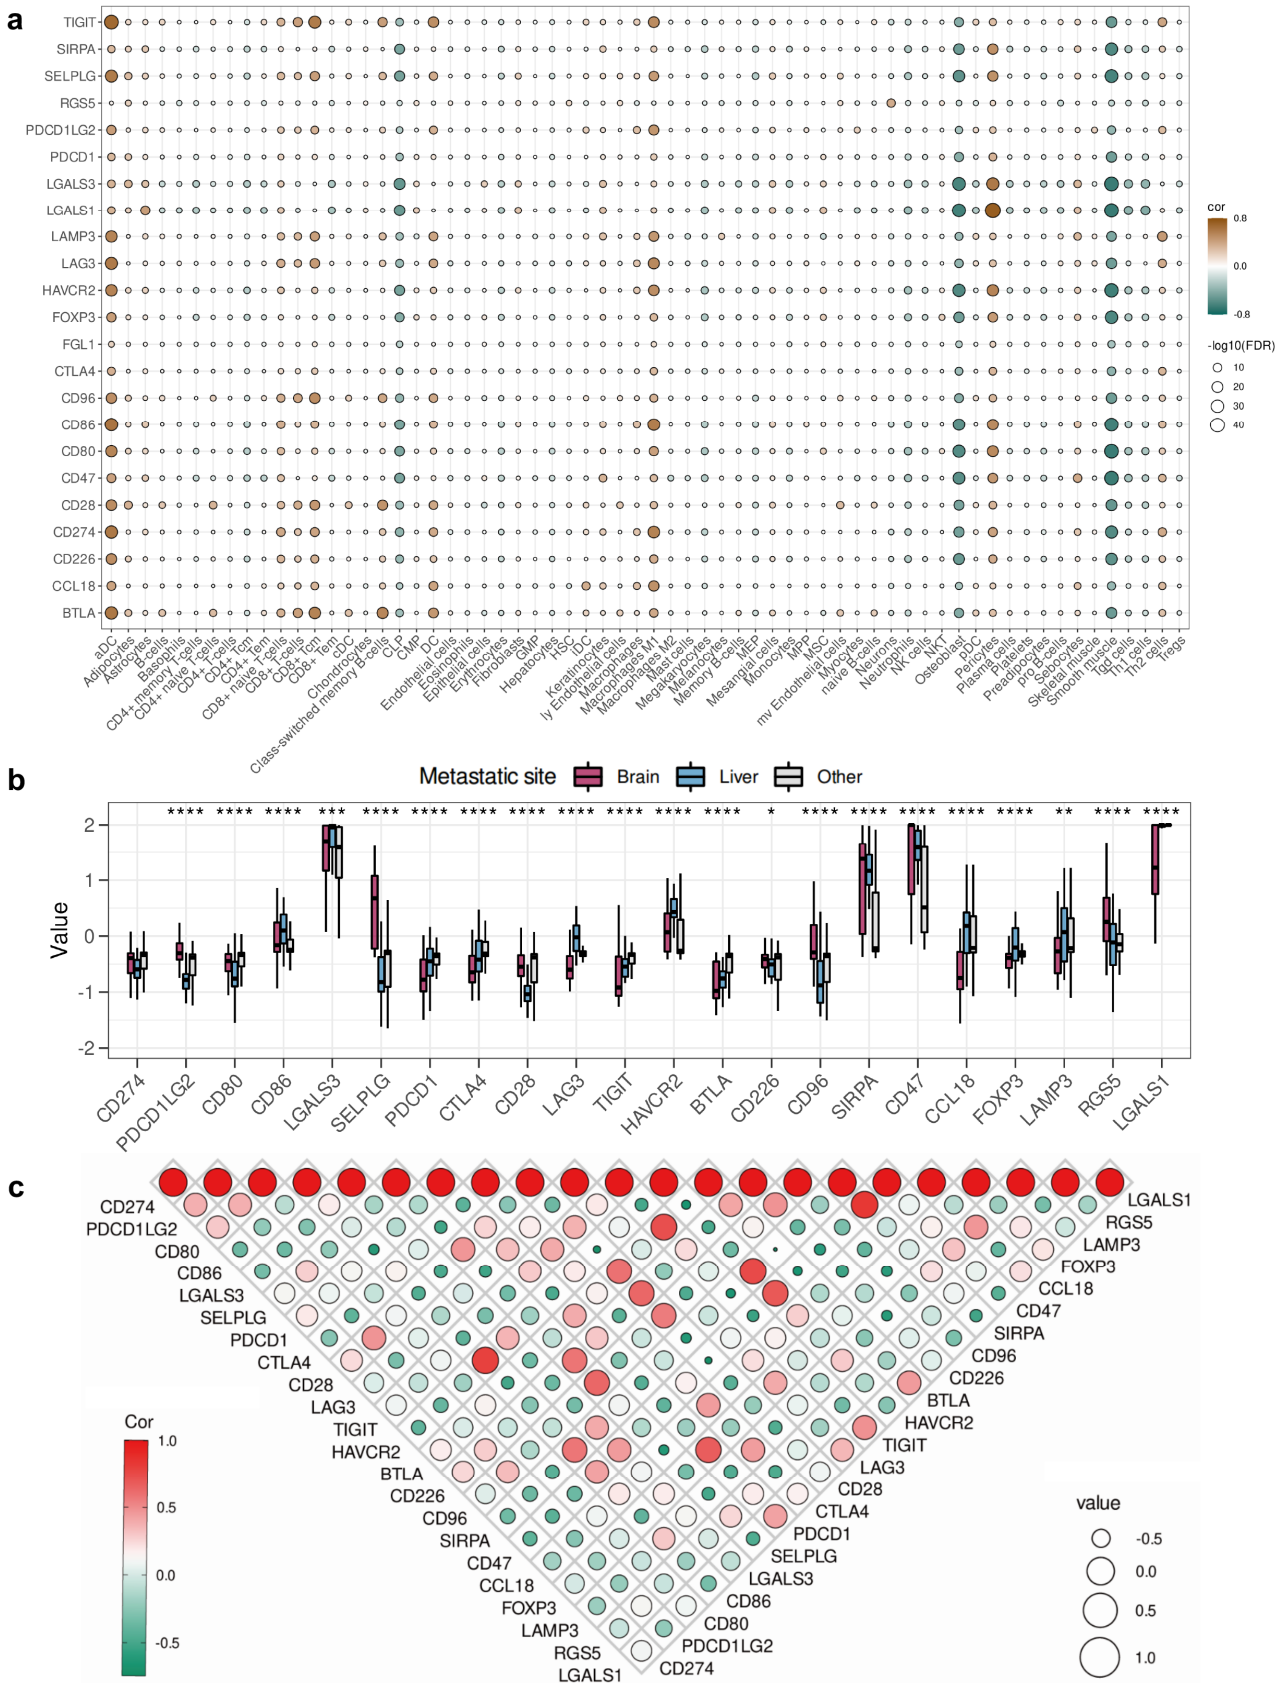 a
TIGIT
SIRPA
SELPLG
RGS5
PDCD1LG2
PDCD1
LGALS3
LGALS1
LAMP3
LAG3
HAVCR2
FOXP3
FGL1
CTLA4
CD96
CD86
CD80
CD47
CD28
CD274
CD226
CCL18
BTLA
aDC
Adipocytes
Astrocytes
B-cells
Basophils
CD4+ memory T-cells
CD4+ naive T-cells
CD4+ T-cells
CD4+ Tcm
CD4+ Tem
CD8+ naive T-cells
CD8+ T-cells
CD8+ Tcm
CD8+ Tem
cDC
Chondrocytes
Class-switched memory B-cells
CLP
CMP
DC
Endothelial cells
Eosinophils
Epithelial cells
Erythrocytes
Fibroblasts
GMP
Hepatocytes
HSC
iDC
Keratinocytes
ly Endothelial cells
Macrophages
Macrophages M1
Macrophages M2
Mast cells
Megakaryocytes
Melanocytes
Memory B-cells
MEP
Mesangial cells
Monocytes
MPP
MSC
mv Endothelial cells
Myocytes
naive B-cells
Neurons
Neutrophils
NK cells
NKT
Osteoblast
pDC
Pericytes
Plasma cells
Platelets
Preadipocytes
pro B-cells
Sebocytes
Skeletal muscle
Smooth muscle
Tgd cells
Th1 cells
Th2 cells
Tregs
cor
0.8
0.0
-0.8
-log10(FDR)
10
20
30
40
b
Metastatic site Brain Liver Other
**** **** **** *** **** **** **** **** **** **** **** **** * **** **** **** **** **** ** **** ****
Value
2
1
0
-1
-2
CD274
PDCD1LG2
CD80
CD86
LGALS3
SELPLG
PDCD1
CTLA4
CD28
LAG3
TIGIT
HAVCR2
BTLA
CD226
CD96
SIRPA
CD47
CCL18
FOXP3
LAMP3
RGS5
LGALS1
c
CD274
PDCD1LG2
CD80
CD86
LGALS3
SELPLG
PDCD1
CTLA4
CD28
LAG3
TIGIT
HAVCR2
BTLA
CD226
CD96
SIRPA
CD47
CCL18
FOXP3
LAMP3
RGS5
LGALS1
LGALS1
RGS5
LAMP3
FOXP3
CCL18
CD47
SIRPA
CD96
CD226
BTLA
HAVCR2
TIGIT
LAG3
CD28
CTLA4
PDCD1
SELPLG
LGALS3
CD86
CD80
PDCD1LG2
CD274
Cor
1.0
0.5
0.0
-0.5
value
-0.5
0.0
0.5
1.0